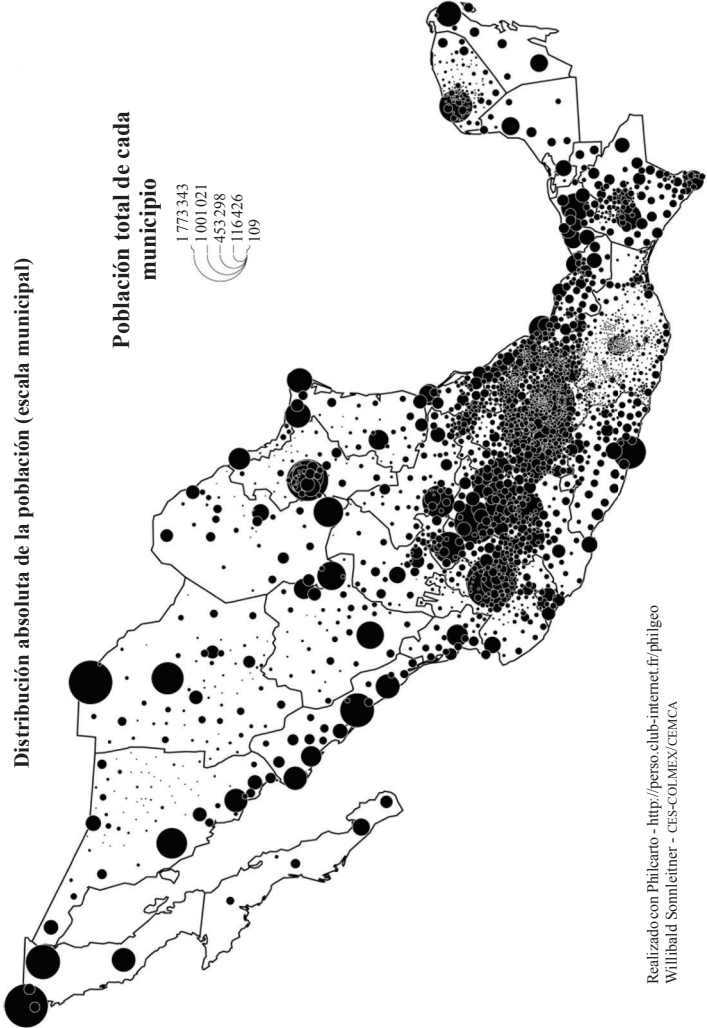 Distribución absoluta de la población (escala municipal)
Población total de cada
municipio
1 773 343
1 001 021
453 298
116 426
109
Realizado con Philcarto - http://perso.club-internet.fr/philgeo
Willibald Sonnleitner - CES-COLMEX/CEMCA